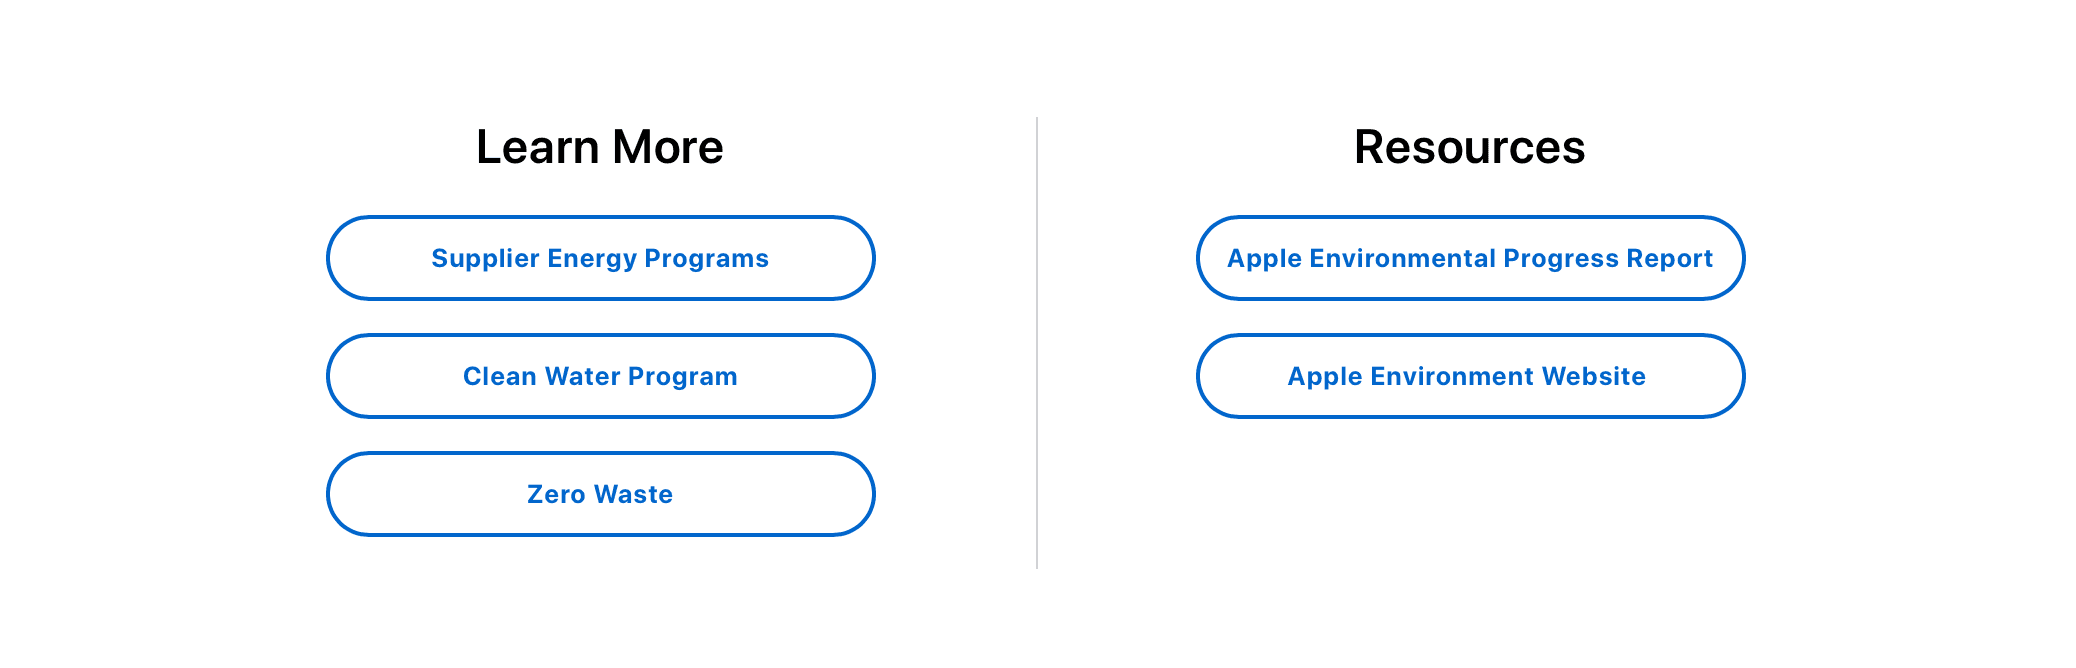 Learn More
Supplier Energy Programs
Clean Water Program
Zero Waste
Resources
Apple Environmental Progress Report
Apple Environment Website